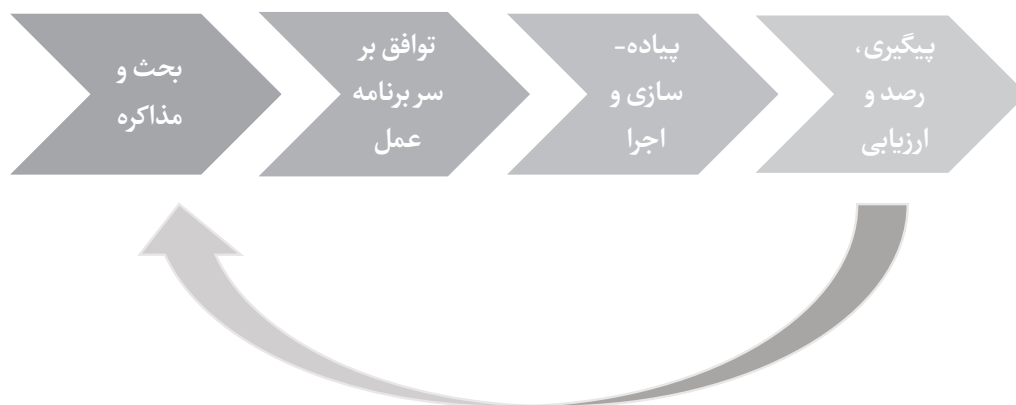 بحث و
مذاکره
توافق بر
سر برنامه
عمل
پیاده-
سازی و
اجرا
پیگیری،
رصد و
ارزیابی